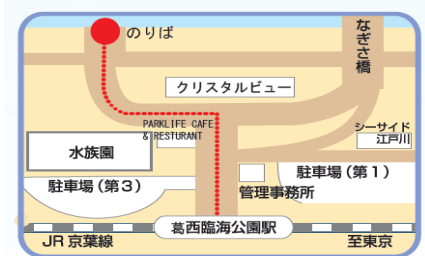 のりば
なぎさ橋
クリスタルビュー
PARKLIFE CAFE
& RESTURANT
シーサイド
江戸川
水族園
駐車場(第1)
駐車場(第3)
管理事務所
葛西臨海公園駅
JR 京葉線
至東京